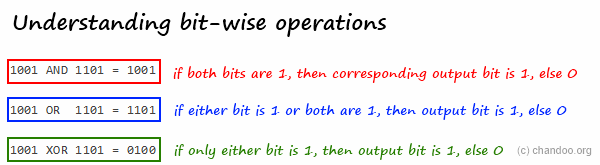 Understanding bit-wise operations
1001 AND 1101 = 1001 if both bits are 1, then corresponding output bit is 1, else 0
1001 OR 1101 = 1101 if either bit is 1 or both are 1, then output bit is 1, else 0
1001 XOR 1101 = 0100 if only either bit is 1, then output bit is 1, else 0 (c) chandoo.org